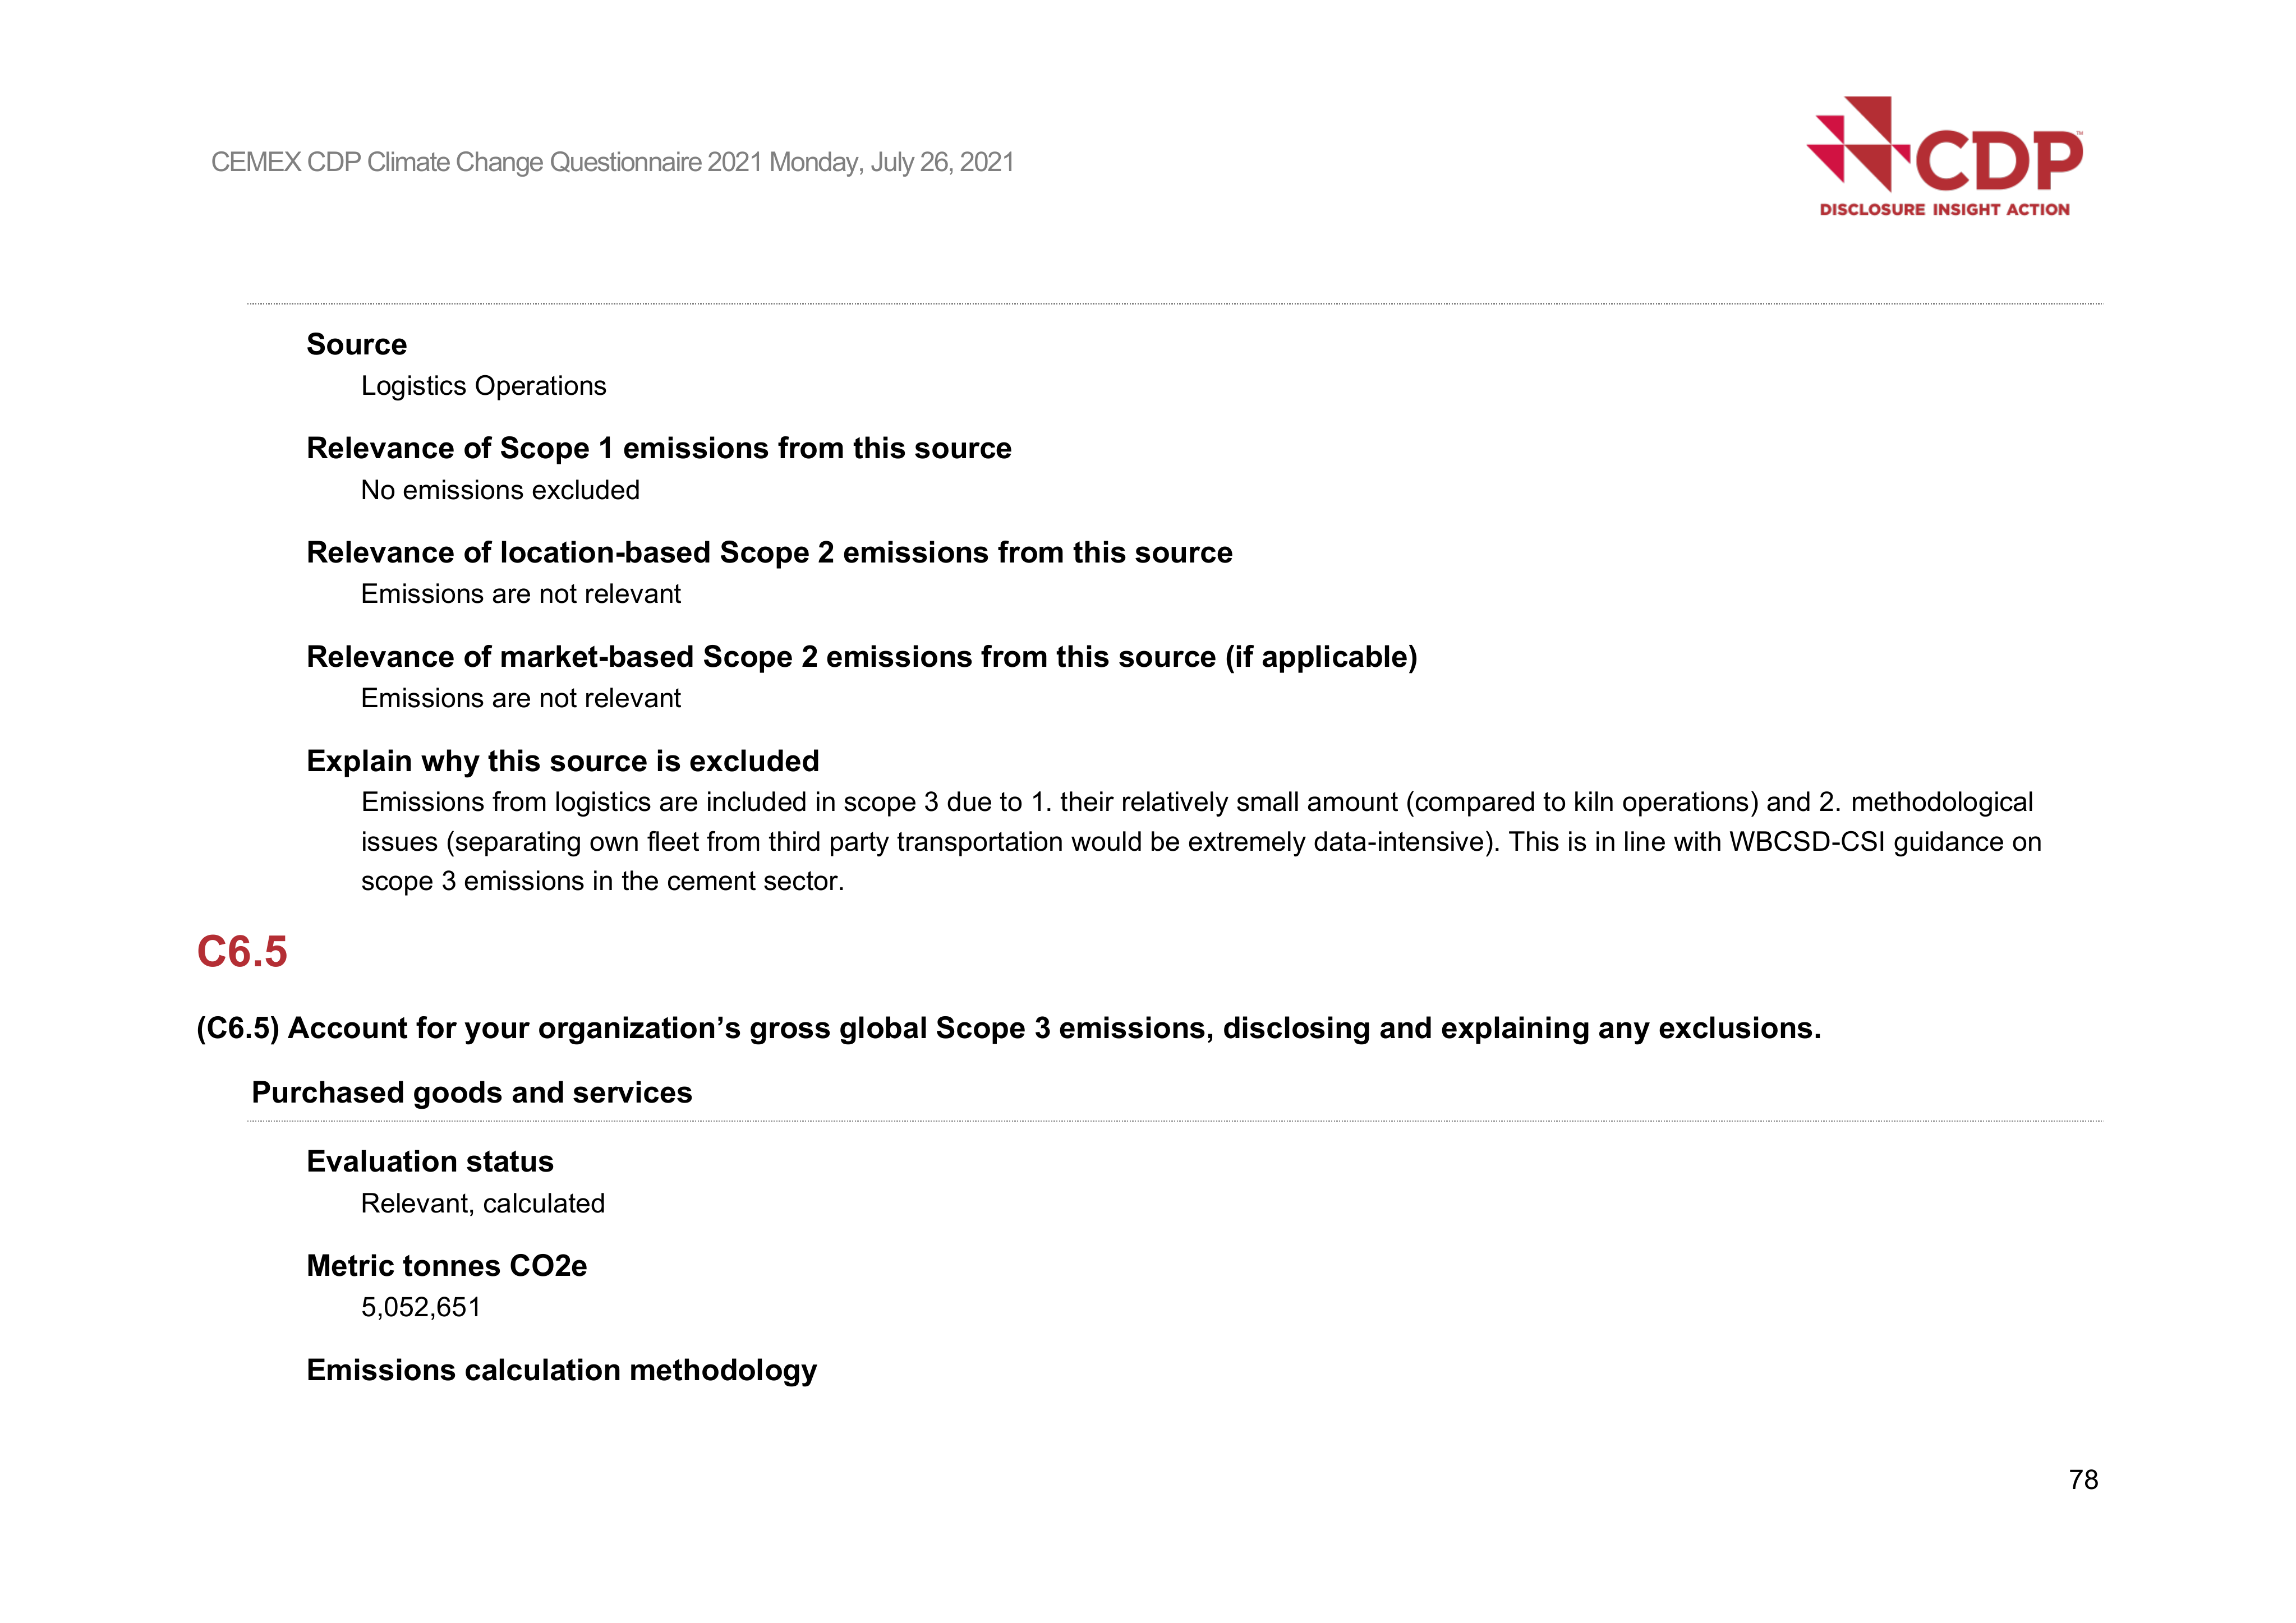 CEMEX CDP Climate Change Questionnaire 2021 Monday, July 26, 2021
CDP™
DISCLOSURE INSIGHT ACTION
Source
Logistics Operations
Relevance of Scope 1 emissions from this source
No emissions excluded
Relevance of location-based Scope 2 emissions from this source
Emissions are not relevant
Relevance of market-based Scope 2 emissions from this source (if applicable)
Emissions are not relevant
Explain why this source is excluded
Emissions from logistics are included in scope 3 due to 1. their relatively small amount (compared to kiln operations) and 2. methodological
issues (separating own fleet from third party transportation would be extremely data-intensive). This is in line with WBCSD-CSI guidance on
scope 3 emissions in the cement sector.
C6.5
(C6.5) Account for your organization’s gross global Scope 3 emissions, disclosing and explaining any exclusions.
Purchased goods and services
Evaluation status
Relevant, calculated
Metric tonnes CO2e
5,052,651
Emissions calculation methodology
78